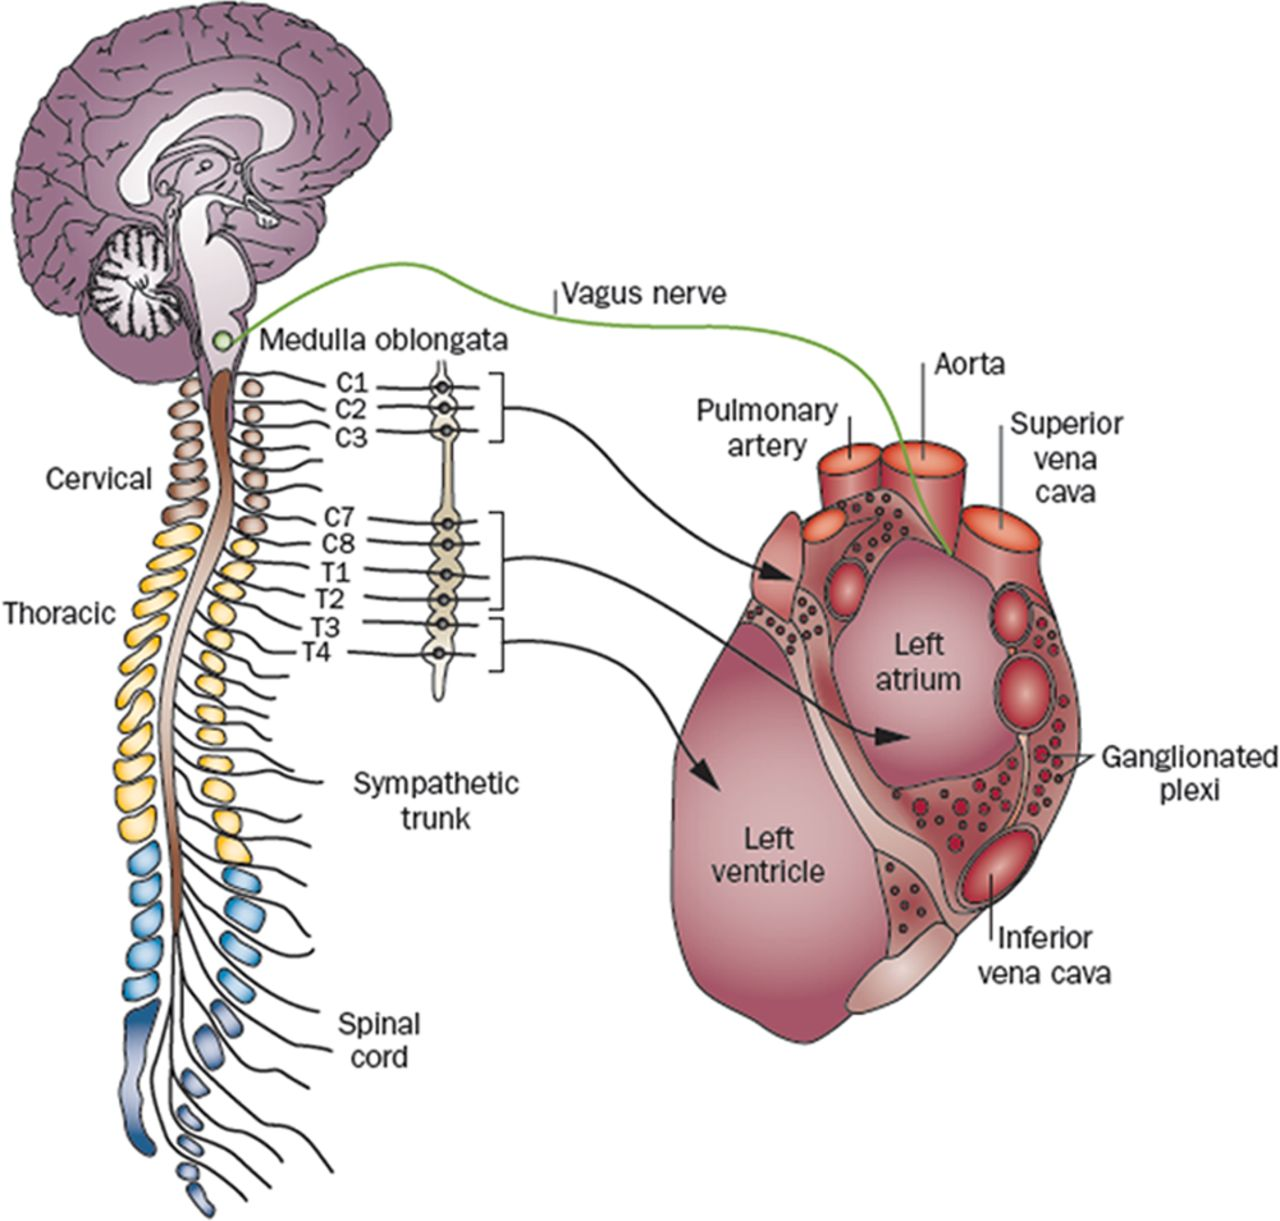 Vagus nerve
Medulla oblongata
Aorta
Pulmonary
artery
Superior
vena
cava
C1
C2
C3
Cervical
C7
C8
T1
T2
T3
T4
Thoracic
Left
atrium
Sympathetic
trunk
Ganglionated
plexi
Left
ventricle
Inferior
vena cava
Spinal
cord